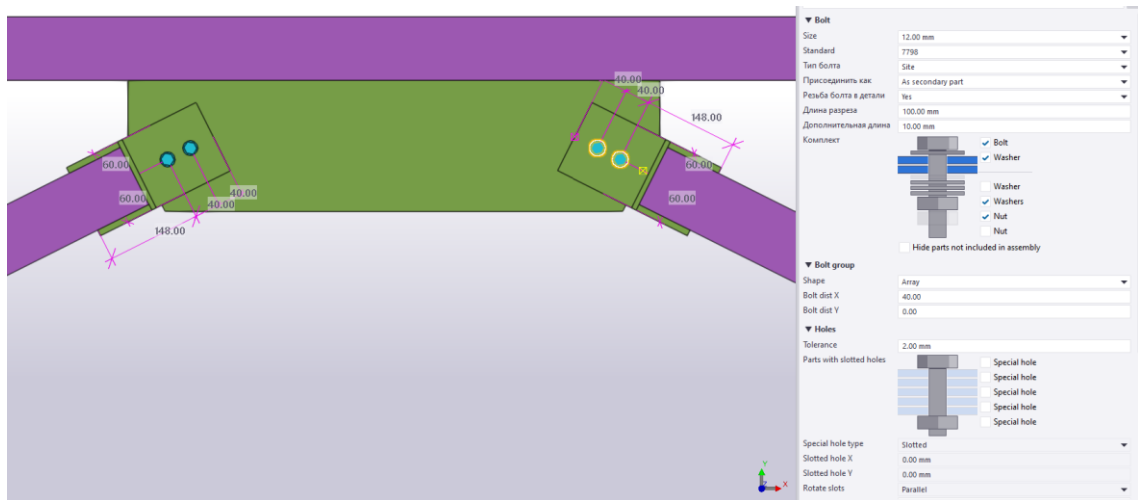 40.00
40.00
148.00
60.00
60.00
40.00
40.00
148.00
60.00
60.00
Y
X
Bolt
Size 12.00 mm
Standard 7798
Тип болта Site
Присоединить как As secondary part
Резьба болта в детали Yes
Длина разреза 100.00 mm
Дополнительная длина 10.00 mm
Комплект Bolt
Washer
Washer
Washers
Nut
Nut
Hide parts not included in assembly
Bolt group
Shape Array
Bolt dist X 40.00
Bolt dist Y 0.00
Holes
Tolerance 2.00 mm
Parts with slotted holes Special hole
Special hole
Special hole
Special hole
Special hole
Special hole type Slotted
Slotted hole X 0.00 mm
Slotted hole Y 0.00 mm
Rotate slots Parallel